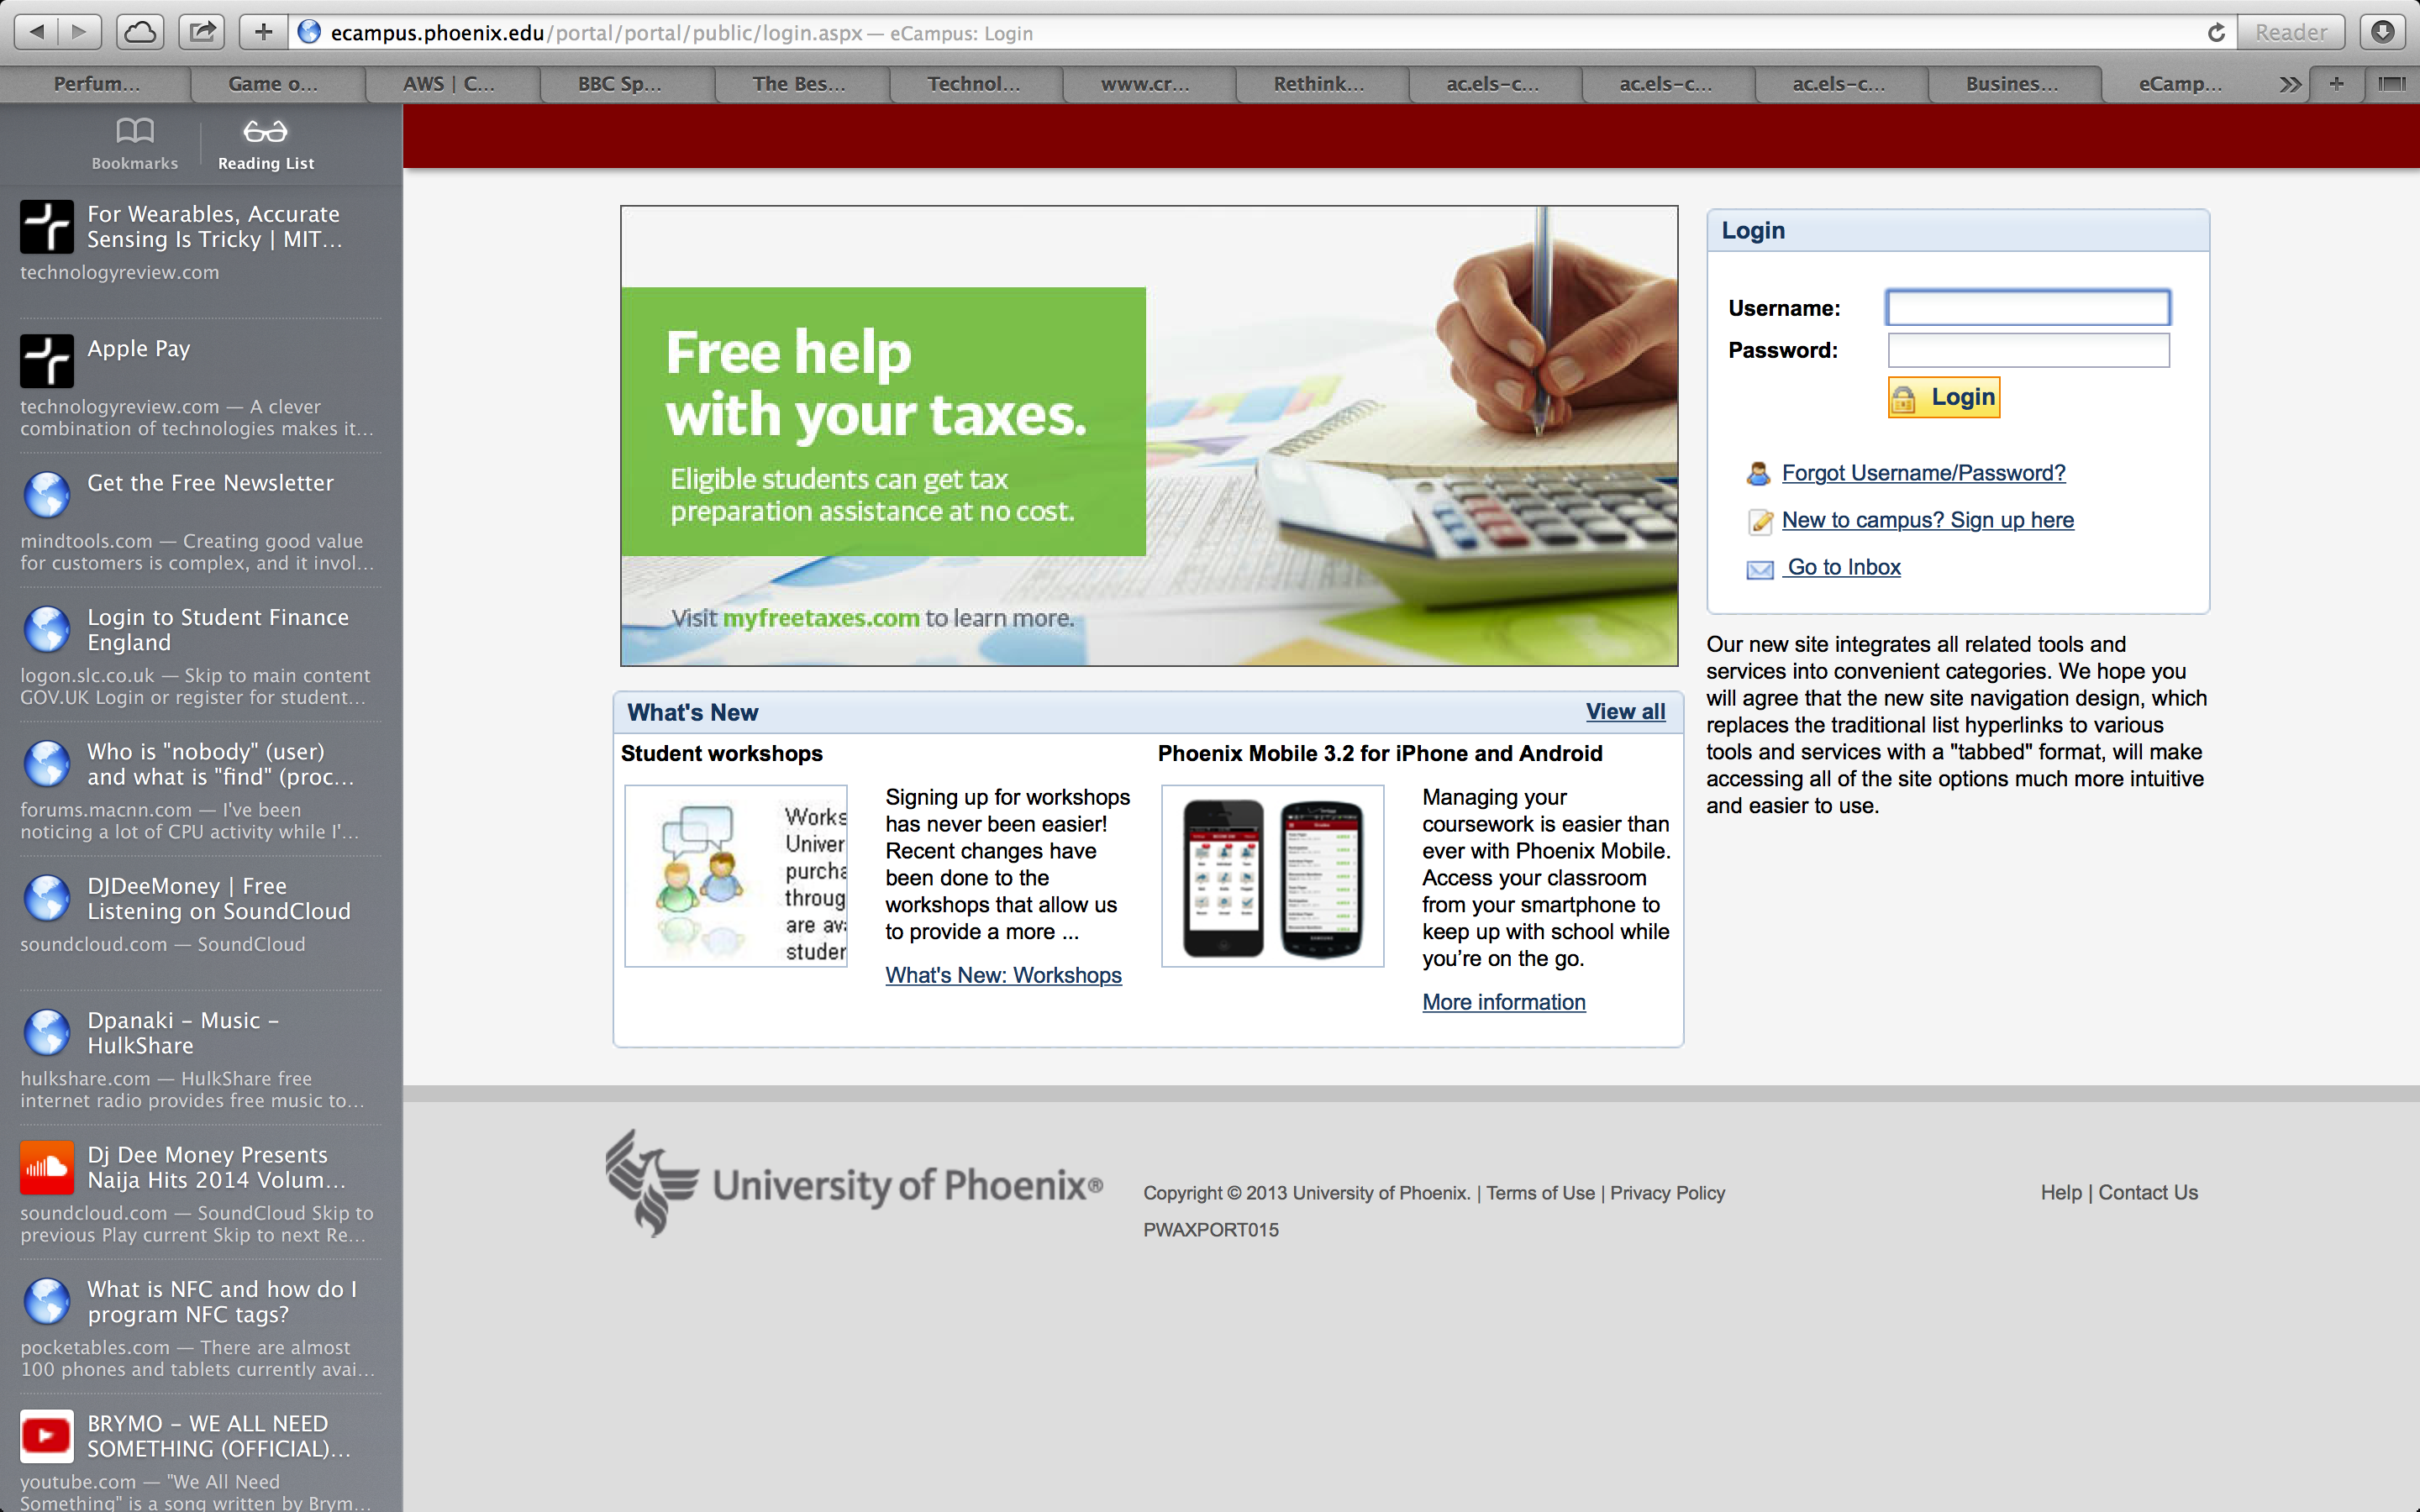 ecampus.phoenix.edu/portal/portal/public/login.aspx — eCampus: Login
Reader
Perfum...
Game o...
AWS | C...
BBC Sp...
The Bes...
Technol...
www.cr...
Rethink...
ac.els-c...
ac.els-c...
ac.els-c...
Busines...
eCamp...
Bookmarks
Reading List
For Wearables, Accurate
Sensing Is Tricky | MIT...
technologyreview.com
Apple Pay
technologyreview.com — A clever
combination of technologies makes it...
Get the Free Newsletter
mindtools.com — Creating good value
for customers is complex, and it invol...
Login to Student Finance
England
logon.slc.co.uk — Skip to main content
GOV.UK Login or register for student...
Who is "nobody" (user)
and what is "find" (proc...
forums.macnn.com — I've been
noticing a lot of CPU activity while I'...
DJDeeMoney | Free
Listening on SoundCloud
soundcloud.com — SoundCloud
Dpanaki – Music –
HulkShare
hulkshare.com — HulkShare free
internet radio provides free music to...
Dj Dee Money Presents
Naija Hits 2014 Volum...
soundcloud.com — SoundCloud Skip to
previous Play current Skip to next Re...
What is NFC and how do I
program NFC tags?
pocketables.com — There are almost
100 phones and tablets currently avai...
BRYMO – WE ALL NEED
SOMETHING (OFFICIAL)...
youtube.com — "We All Need
Something" is a song written by Brym...
Free help
with your taxes.
Eligible students can get tax
preparation assistance at no cost.
Visit myfreetaxes.com to learn more.
Login
Username:
Password:
Login
Forgot Username/Password?
New to campus? Sign up here
Go to Inbox
Our new site integrates all related tools and
services into convenient categories. We hope you
will agree that the new site navigation design, which
replaces the traditional list hyperlinks to various
tools and services with a "tabbed" format, will make
accessing all of the site options much more intuitive
and easier to use.
What's New
View all
Student workshops
Works
Univer
purcha
throug
are ava
studer
Signing up for workshops
has never been easier!
Recent changes have
been done to the
workshops that allow us
to provide a more ...
What's New: Workshops
Phoenix Mobile 3.2 for iPhone and Android
Managing your
coursework is easier than
ever with Phoenix Mobile.
Access your classroom
from your smartphone to
keep up with school while
you're on the go.
More information
University of Phoenix®
Copyright © 2013 University of Phoenix. | Terms of Use | Privacy Policy
PWAXPORT015
Help | Contact Us